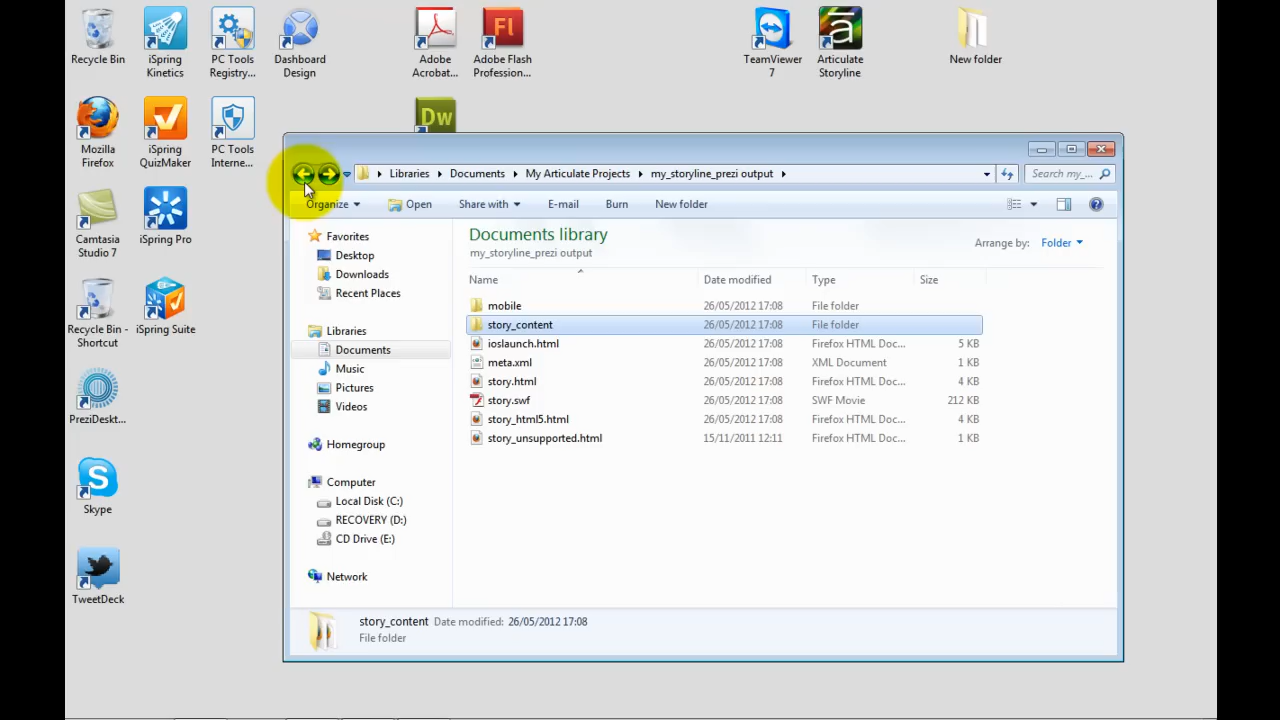 Recycle Bin
iSpring
Kinetics
PC Tools
Registry...
Dashboard
Design
Adobe
Acrobat...
Fl
Adobe Flash
Profession...
TeamViewer
7
Articulate
Storyline
New folder
Mozilla
Firefox
iSpring
QuizMaker
PC Tools
Interne...
Dw
Camtasia
Studio 7
iSpring Pro
Recycle Bin -
Shortcut
iSpring Suite
PreziDeskt...
Skype
TweetDeck
Libraries
Documents
My Articulate Projects
my_storyline_prezi output
Search my_...
Organize
Open
Share with
E-mail
Burn
New folder
Favorites
Desktop
Downloads
Recent Places
Libraries
Documents
Music
Pictures
Videos
Homegroup
Computer
Local Disk (C:)
RECOVERY (D:)
CD Drive (E:)
Network
Documents library
my_storyline_prezi output
Arrange by: Folder
Name Date modified Type Size
mobile 26/05/2012 17:08 File folder
story_content 26/05/2012 17:08 File folder
ioslaunch.html 26/05/2012 17:08 Firefox HTML Doc... 5 KB
meta.xml 26/05/2012 17:08 XML Document 1 KB
story.html 26/05/2012 17:08 Firefox HTML Doc... 4 KB
story.swf 26/05/2012 17:08 SWF Movie 212 KB
story_html5.html 26/05/2012 17:08 Firefox HTML Doc... 4 KB
story_unsupported.html 15/11/2011 12:11 Firefox HTML Doc... 1 KB
story_content Date modified: 26/05/2012 17:08
File folder